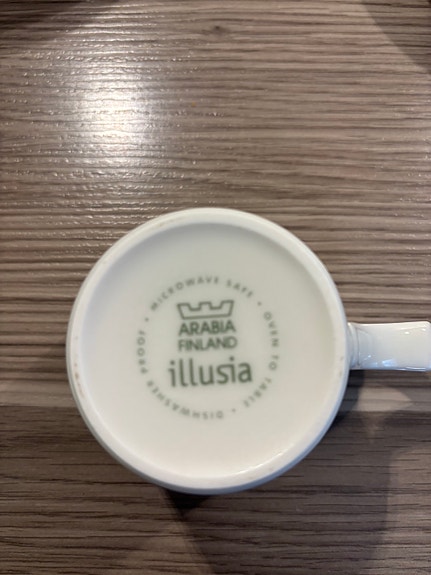 • MICROWAVE SAFE • OVEN TO TABLE • DISHWASHER PROOF
ARABIA
FINLAND
illusia